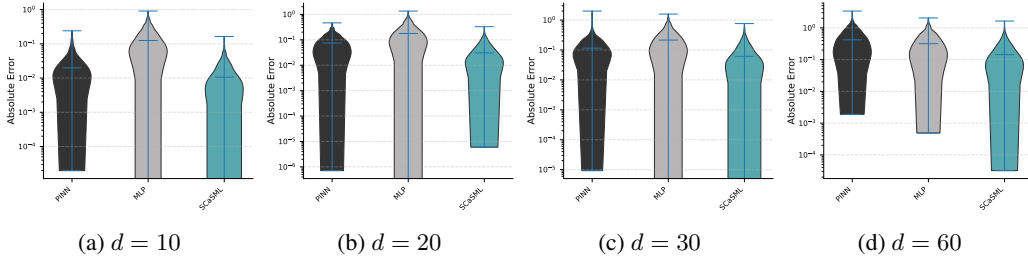 Absolute Error
10⁰
10⁻¹
10⁻²
10⁻³
10⁻⁴
PINN
MLP
SCaSML
(a) d = 10
Absolute Error
10⁰
10⁻¹
10⁻²
10⁻³
10⁻⁴
10⁻⁵
10⁻⁶
PINN
MLP
SCaSML
(b) d = 20
Absolute Error
10⁰
10⁻¹
10⁻²
10⁻³
10⁻⁴
10⁻⁵
PINN
MLP
SCaSML
(c) d = 30
Absolute Error
10⁰
10⁻¹
10⁻²
10⁻³
10⁻⁴
PINN
MLP
SCaSML
(d) d = 60